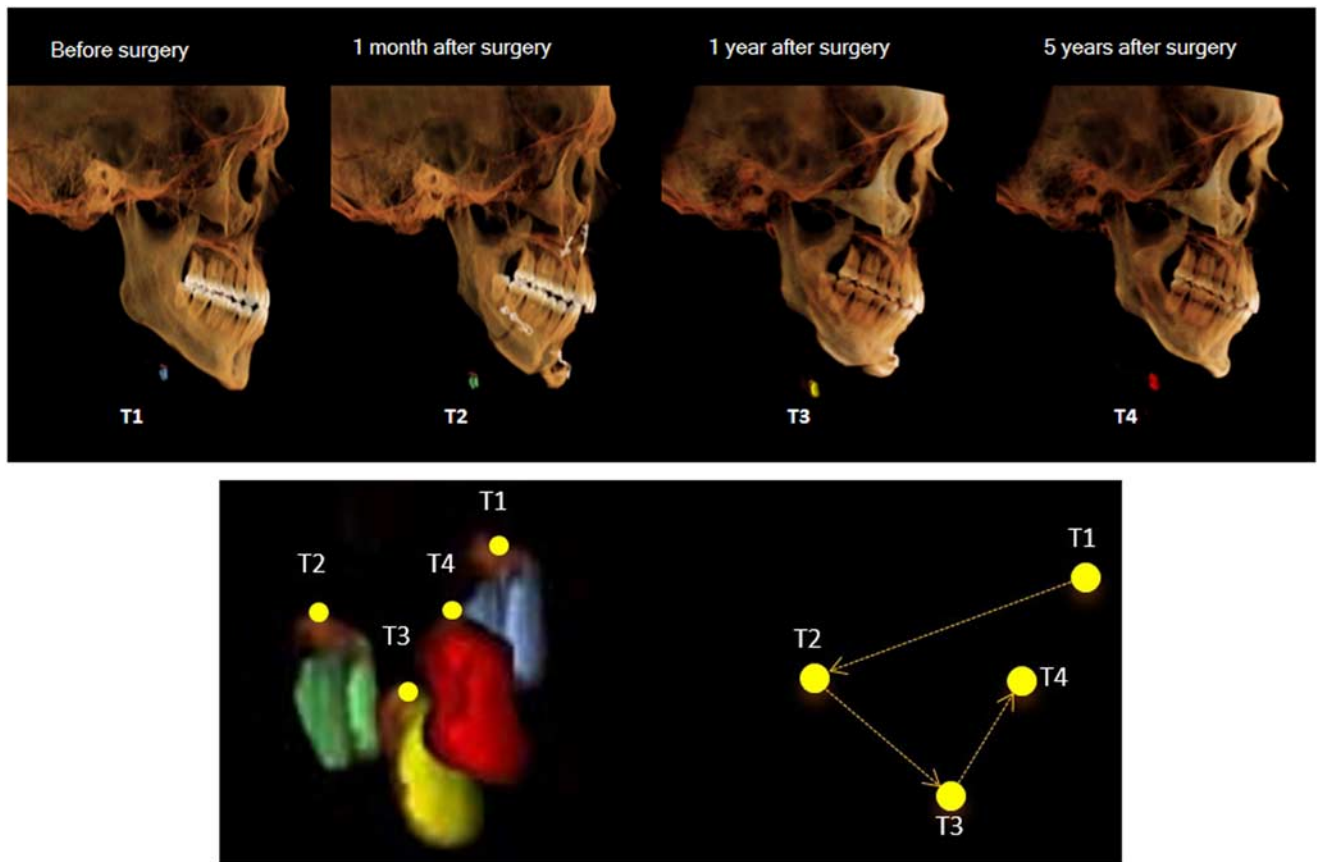 Before surgery
1 month after surgery
1 year after surgery
5 years after surgery
T1
T2
T3
T4
T1
T2
T4
T3
T1
T2
T4
T3